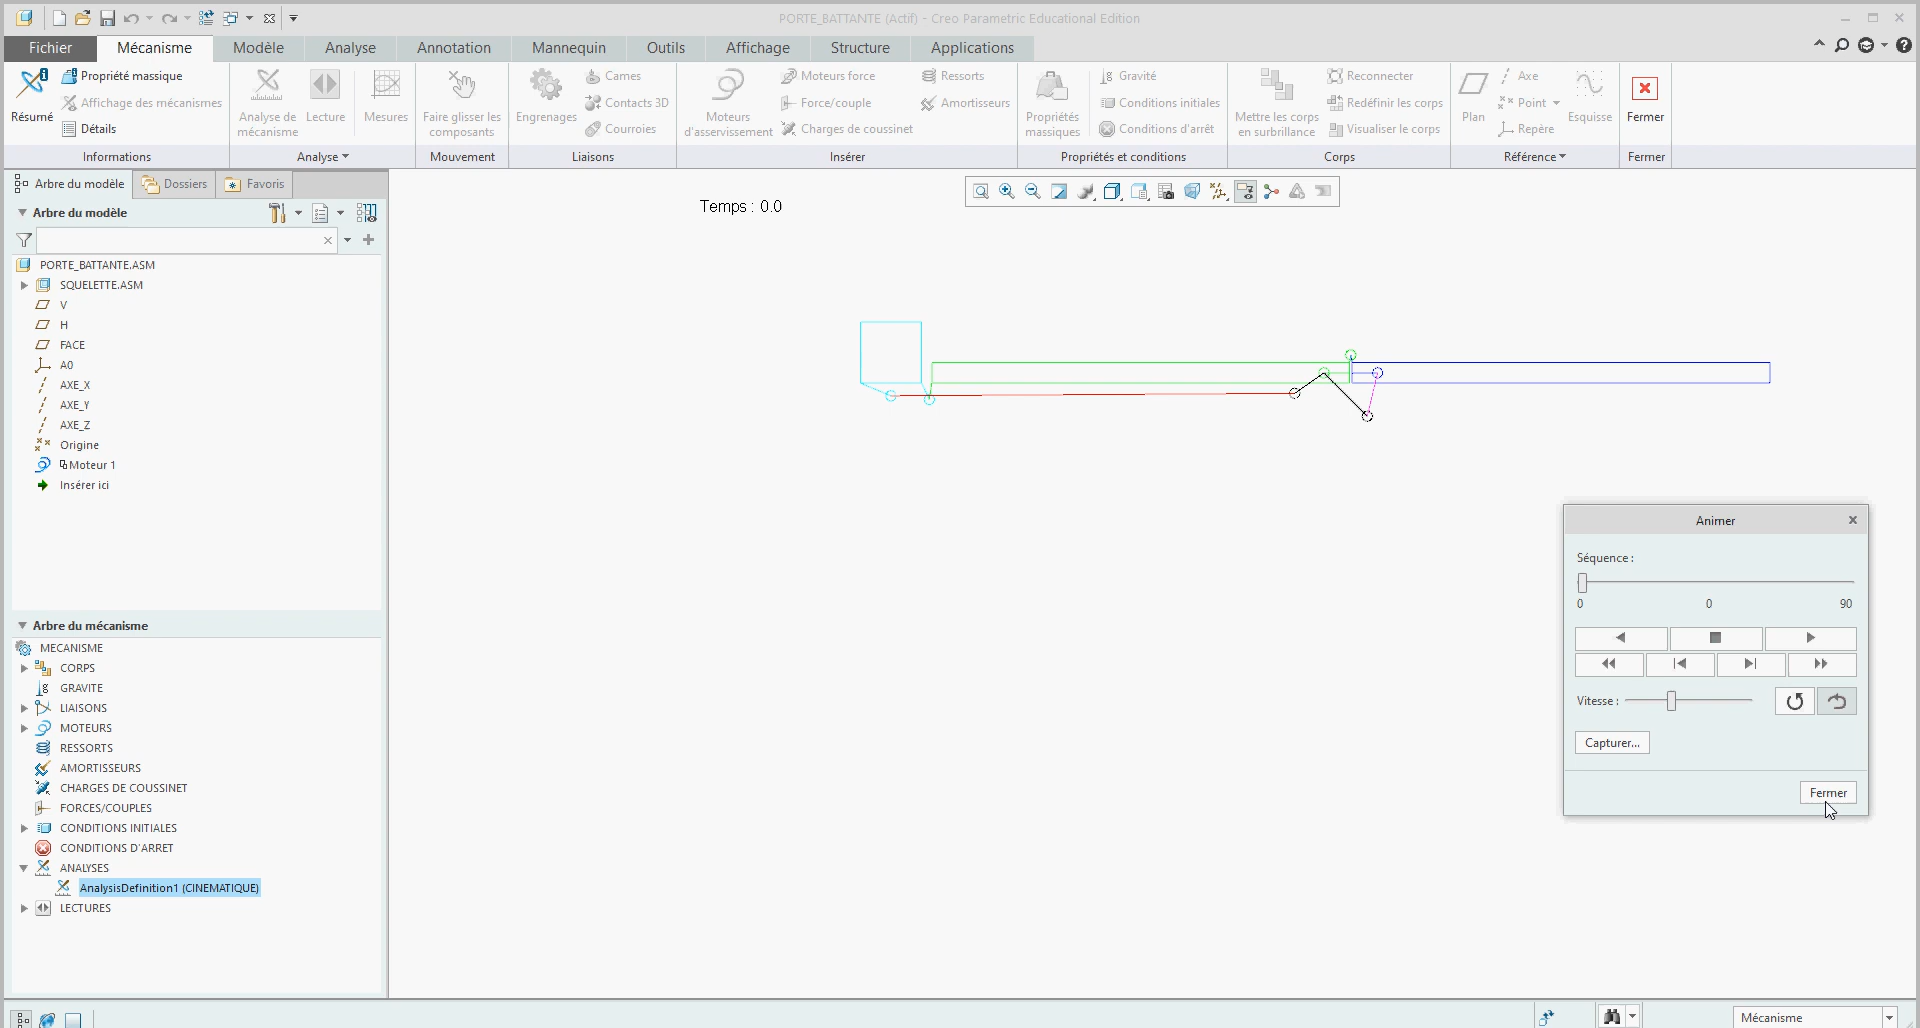 PORTE_BATTANTE (Actif) - Creo Parametric Educational Edition
Fichier
Mécanisme
Modèle
Analyse
Annotation
Mannequin
Outils
Affichage
Structure
Applications
Résumé
Propriété massique
Affichage des mécanismes
Détails
Informations
Analyse de
mécanisme
Lecture
Mesures
Analyse
Faire glisser les
composants
Mouvement
Engrenages
Cames
Contacts 3D
Courroies
Liaisons
Moteurs
d'asservissement
Moteurs force
Force/couple
Charges de coussinet
Ressorts
Amortisseurs
Insérer
Propriétés
massiques
Gravité
Conditions initiales
Conditions d'arrêt
Propriétés et conditions
Mettre les corps
en surbrillance
Reconnecter
Redéfinir les corps
Visualiser le corps
Corps
Plan
Axe
Point
Repère
Esquisse
Référence
Fermer
Fermer
Arbre du modèle
Dossiers
Favoris
Arbre du modèle
PORTE_BATTANTE.ASM
SQUELETTE.ASM
V
H
FACE
A0
AXE_X
AXE_Y
AXE_Z
Origine
Moteur 1
Insérer ici
Arbre du mécanisme
MECANISME
CORPS
GRAVITE
LIAISONS
MOTEURS
RESSORTS
AMORTISSEURS
CHARGES DE COUSSINET
FORCES/COUPLES
CONDITIONS INITIALES
CONDITIONS D'ARRET
ANALYSES
AnalysisDefinition1 (CINEMATIQUE)
LECTURES
Temps : 0.0
Animer
Séquence :
0 0 90
Vitesse :
Capturer...
Fermer
Mécanisme